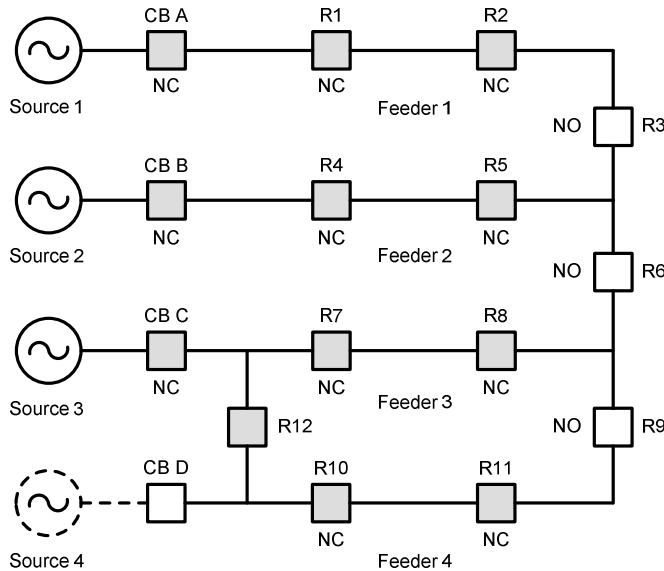 CB A R1 R2
Source 1 NC NC Feeder 1 NC
NO R3
CB B R4 R5
Source 2 NC NC Feeder 2 NC
NO R6
CB C R7 R8
Source 3 NC NC Feeder 3 NC
R12 NO R9
CB D R10 R11
Source 4 NC Feeder 4 NC